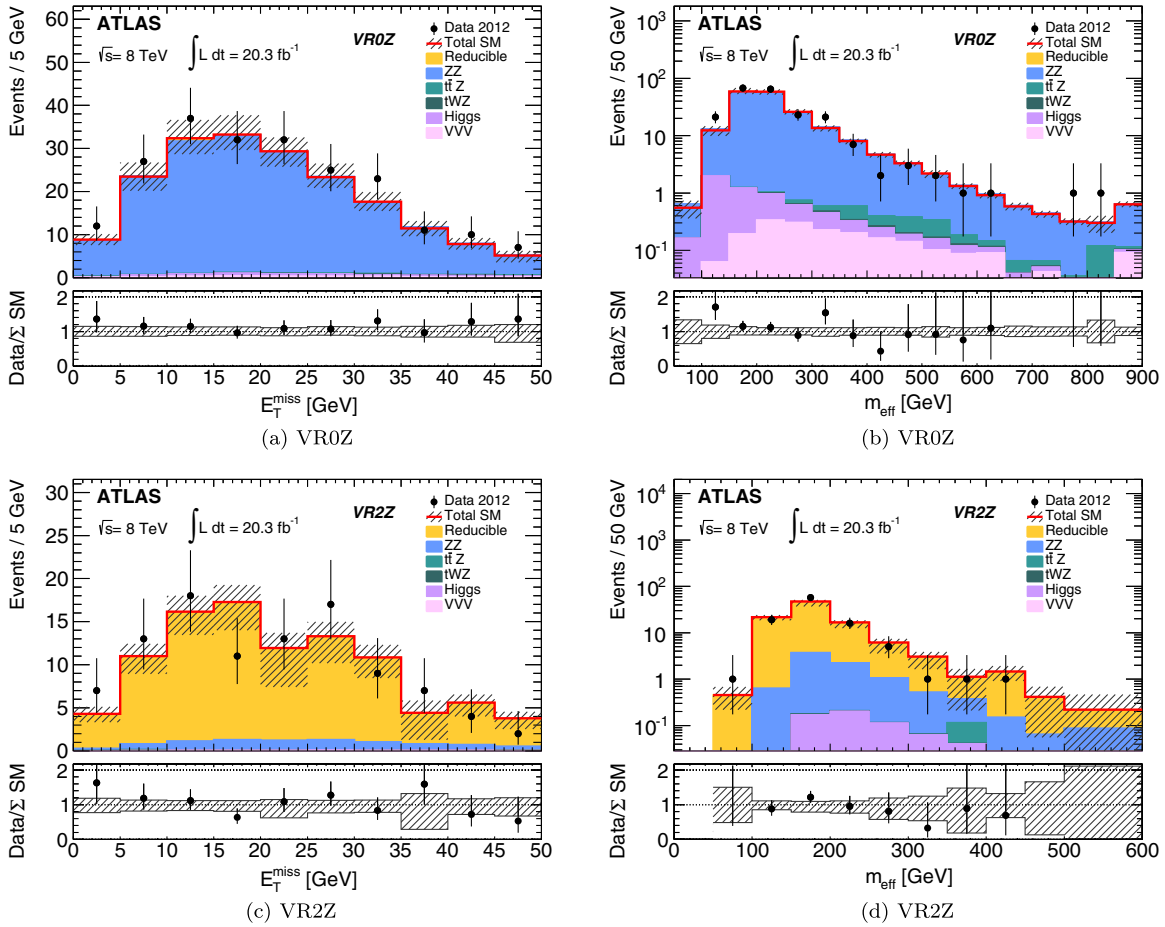 ATLAS
√s= 8 TeV ∫L dt = 20.3 fb⁻¹
VR0Z
Data 2012
Total SM
Reducible
ZZ
tt̄ Z
tWZ
Higgs
VVV
Events / 5 GeV
60
50
40
30
20
10
0
Data/Σ SM
2
1
0
0 5 10 15 20 25 30 35 40 45 50
E_T^miss [GeV]
(a) VR0Z
ATLAS
√s= 8 TeV ∫L dt = 20.3 fb⁻¹
VR0Z
Data 2012
Total SM
Reducible
ZZ
tt̄ Z
tWZ
Higgs
VVV
Events / 50 GeV
10³
10²
10
1
10⁻¹
Data/Σ SM
2
1
0
100 200 300 400 500 600 700 800 900
m_eff [GeV]
(b) VR0Z
ATLAS
√s= 8 TeV ∫L dt = 20.3 fb⁻¹
VR2Z
Data 2012
Total SM
Reducible
ZZ
tt̄ Z
tWZ
Higgs
VVV
Events / 5 GeV
30
25
20
15
10
5
0
Data/Σ SM
2
1
0
0 5 10 15 20 25 30 35 40 45 50
E_T^miss [GeV]
(c) VR2Z
ATLAS
√s= 8 TeV ∫L dt = 20.3 fb⁻¹
VR2Z
Data 2012
Total SM
Reducible
ZZ
tt̄ Z
tWZ
Higgs
VVV
Events / 50 GeV
10⁴
10³
10²
10
1
10⁻¹
Data/Σ SM
2
1
0
0 100 200 300 400 500 600
m_eff [GeV]
(d) VR2Z